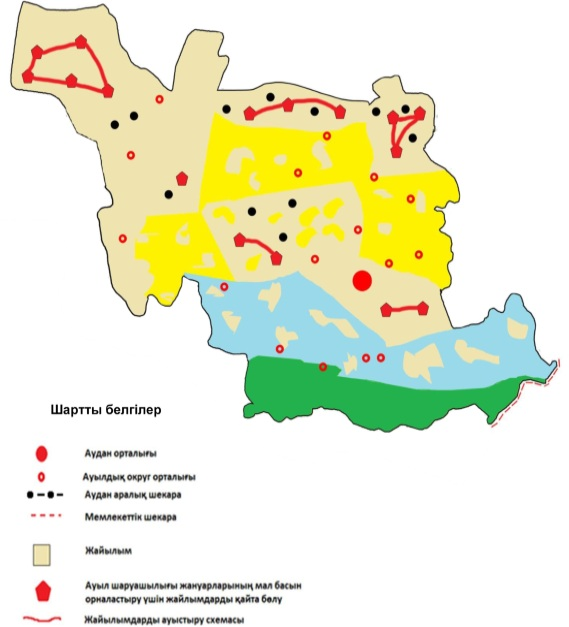 Шартты белгілер
Аудан орталығы
Ауылдық округ орталығы
Аудан аралық шекара
Мемлекеттік шекара
Жайылым
Ауыл шаруашылығы жануарларының мал басын
орналастыру үшін жайлымдарды қайта бөлу
Жайылымдарды ауыстыру схемасы